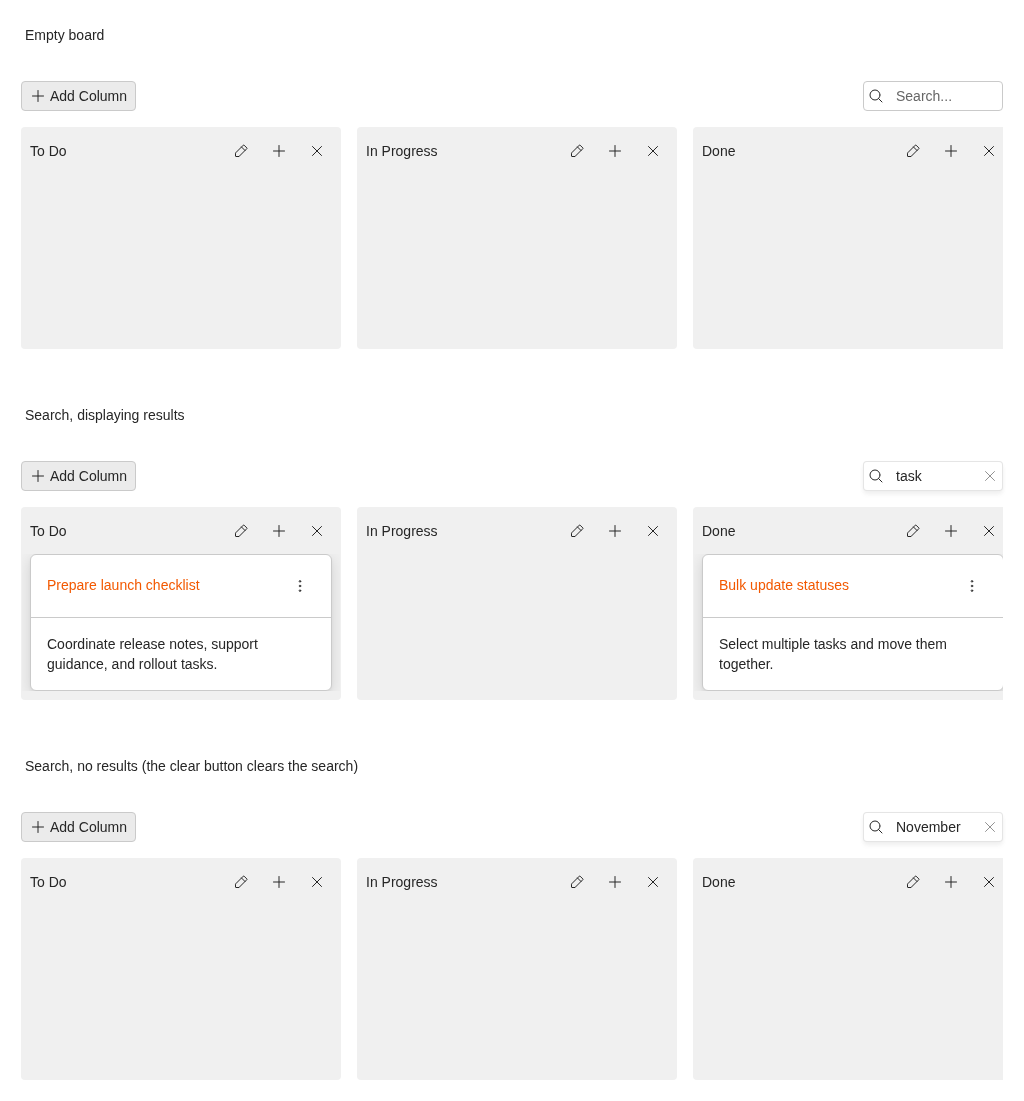 Empty board
Add Column
Search...
To Do
In Progress
Done
Search, displaying results
Add Column
task
To Do
In Progress
Done
Prepare launch checklist
Coordinate release notes, support
guidance, and rollout tasks.
Bulk update statuses
Select multiple tasks and move them
together.
Search, no results (the clear button clears the search)
Add Column
November
To Do
In Progress
Done